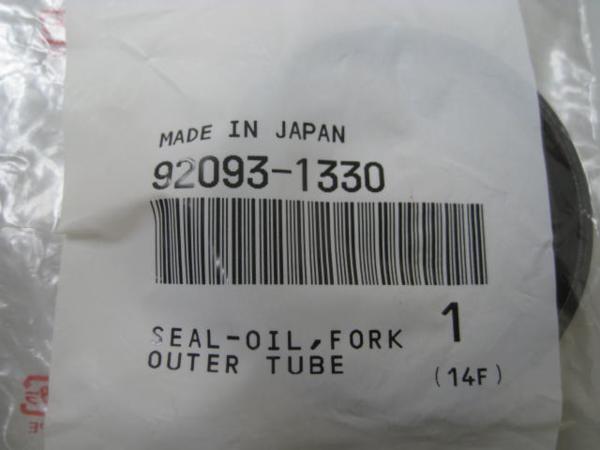 MADE IN JAPAN
92093-1330
SEAL-OIL,FORK 1
OUTER TUBE (14F)